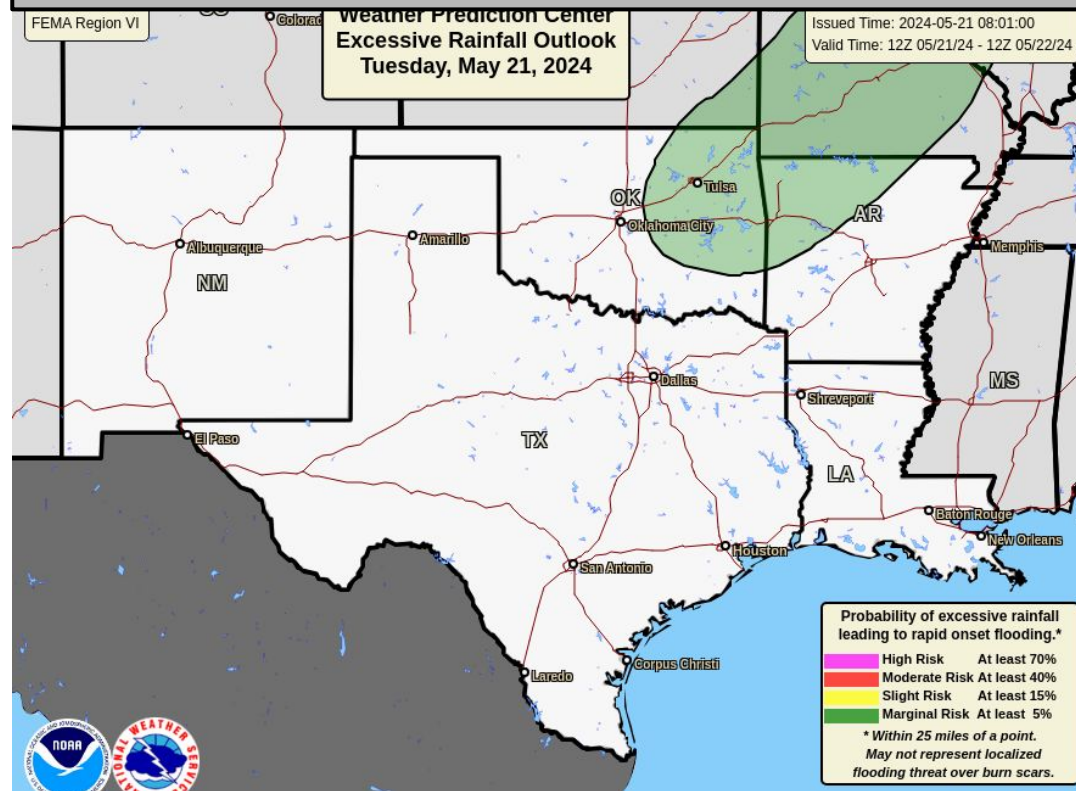 FEMA Region VI
Weather Prediction Center
Excessive Rainfall Outlook
Tuesday, May 21, 2024
Issued Time: 2024-05-21 08:01:00
Valid Time: 12Z 05/21/24 - 12Z 05/22/24
Tulsa
OK
Oklahoma City
AR
Albuquerque
Amarillo
Memphis
NM
Dallas
MS
Shreveport
El Paso
TX
LA
Baton Rouge
New Orleans
Houston
San Antonio
Corpus Christi
Laredo
Probability of excessive rainfall
leading to rapid onset flooding.*
High Risk At least 70%
Moderate Risk At least 40%
Slight Risk At least 15%
Marginal Risk At least 5%
* Within 25 miles of a point.
May not represent localized
flooding threat over burn scars.
NOAA